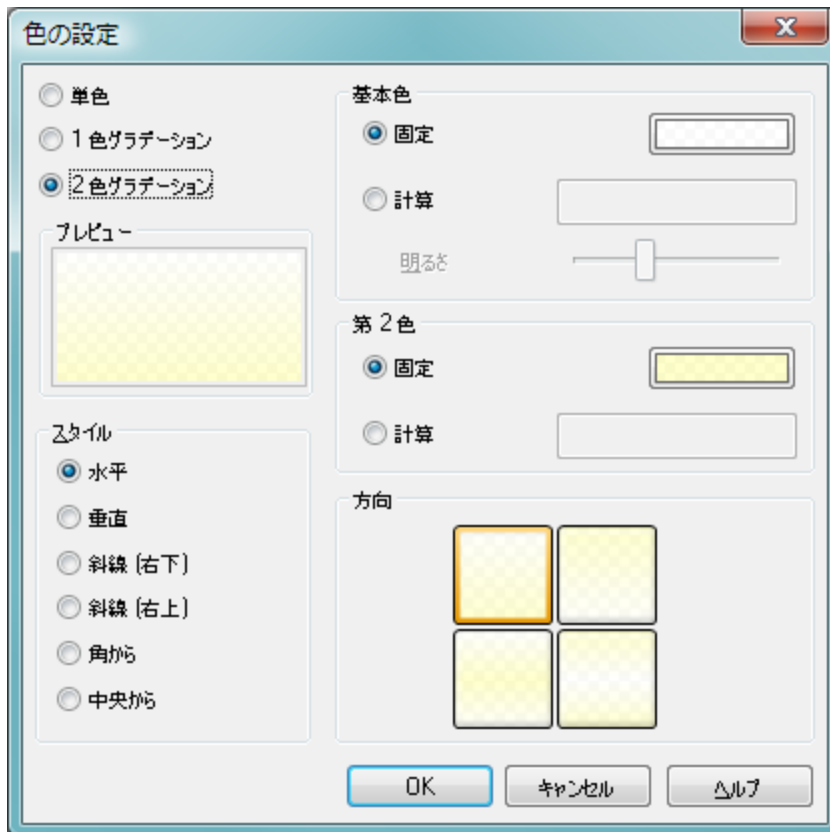 色の設定
単色
1色グラデーション
2色グラデーション
プレビュー
スタイル
水平
垂直
斜線 (右下)
斜線 (右上)
角から
中央から
基本色
固定
計算
明るさ
第2色
固定
計算
方向
OK
キャンセル
ヘルプ